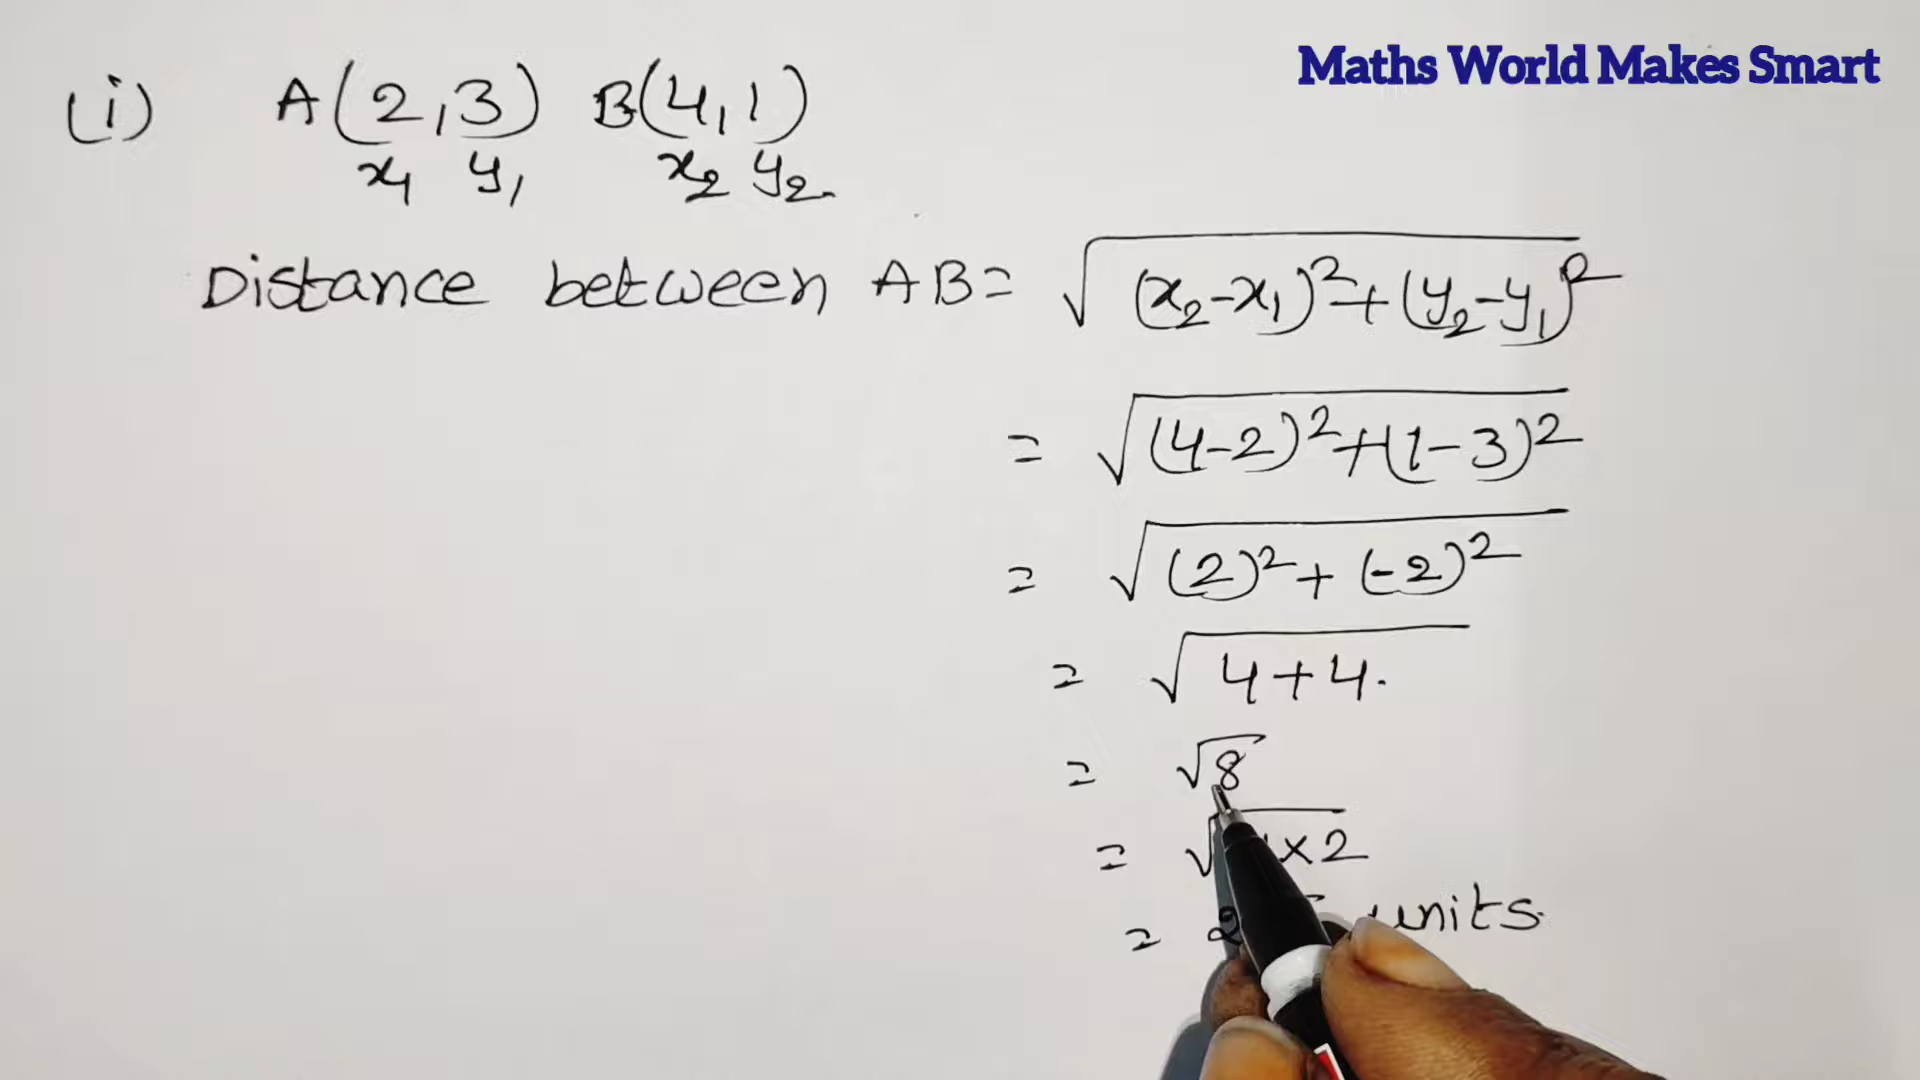 Maths World Makes Smart
(i) A(2,3) B(4,1)
x₁ y₁ x₂ y₂.
Distance between AB = √(x₂-x₁)²+(y₂-y₁)²
= √(4-2)²+(1-3)²
= √(2)²+(-2)²
= √4+4.
= √8
= √ ×2
= 2 units.